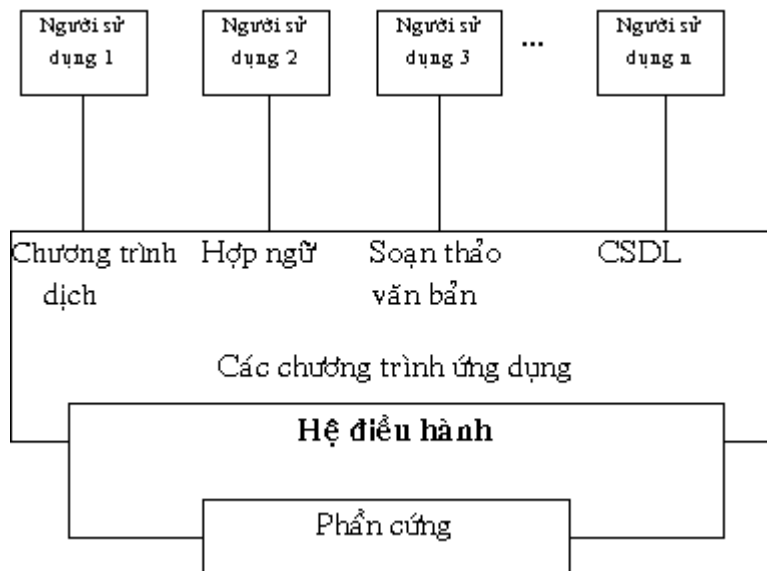 Người sử
dụng 1
Người sử
dụng 2
Người sử
dụng 3
...
Người sử
dụng n
Chương trình
dịch
Hợp ngữ
Soạn thảo
văn bản
CSDL
Các chương trình ứng dụng
Hệ điều hành
Phần cứng